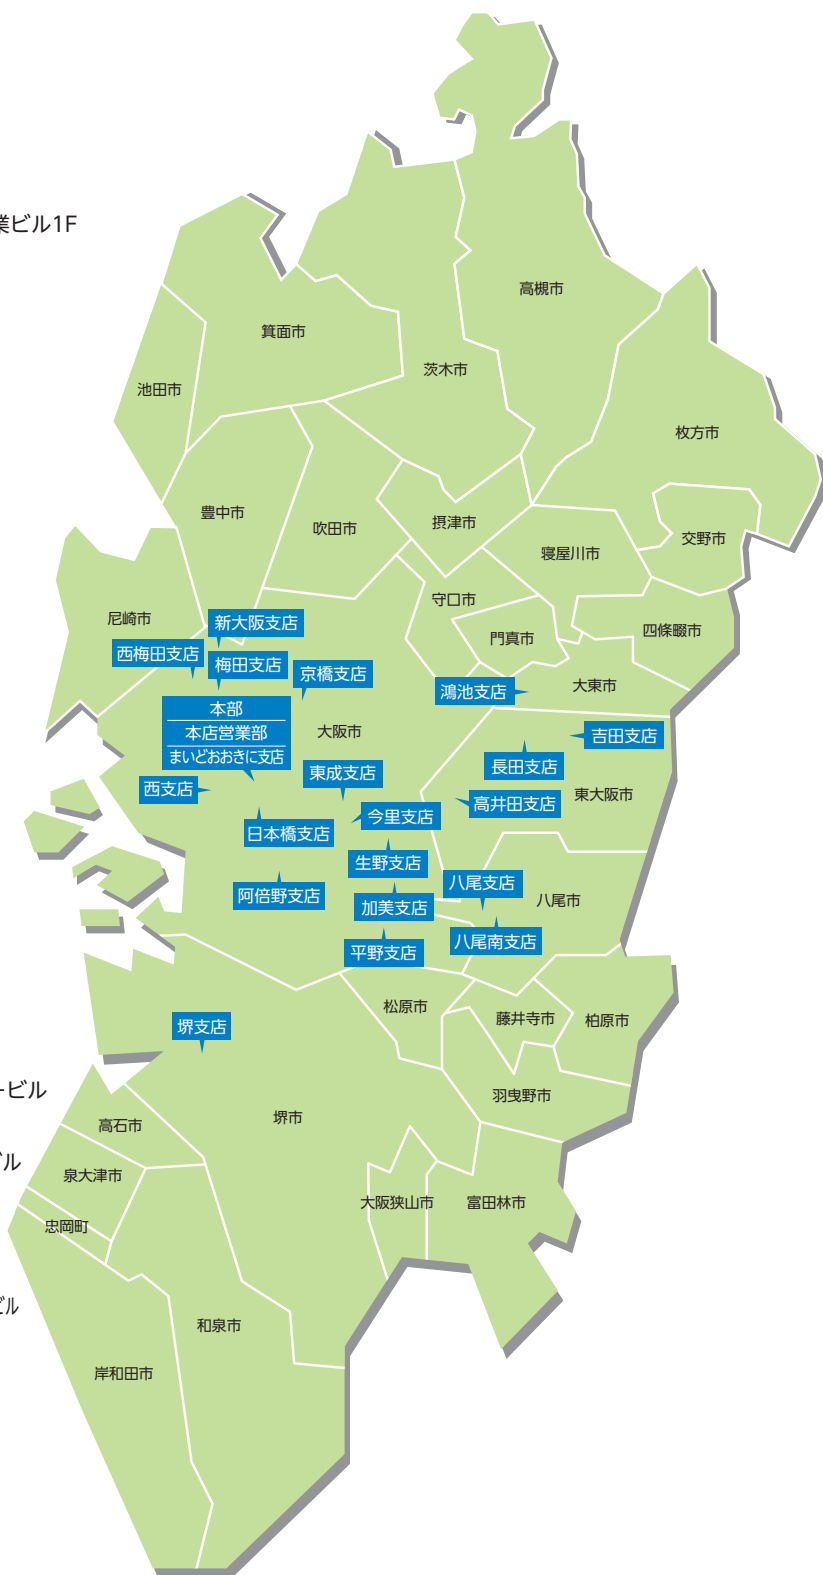 業ビル1F
高槻市
箕面市
茨木市
池田市
枚方市
豊中市
摂津市
吹田市
交野市
寝屋川市
守口市
尼崎市
四條畷市
門真市
新大阪支店
西梅田支店
梅田支店
京橋支店
大東市
鴻池支店
本部
本店営業部
まいどおおきに支店
大阪市
吉田支店
長田支店
東成支店
西支店
東大阪市
高井田支店
今里支店
日本橋支店
生野支店
八尾支店
阿倍野支店
加美支店
八尾市
八尾南支店
平野支店
松原市
藤井寺市
柏原市
堺支店
ービル
羽曳野市
堺市
高石市
ル
泉大津市
大阪狭山市
富田林市
忠岡町
ビル
和泉市
岸和田市